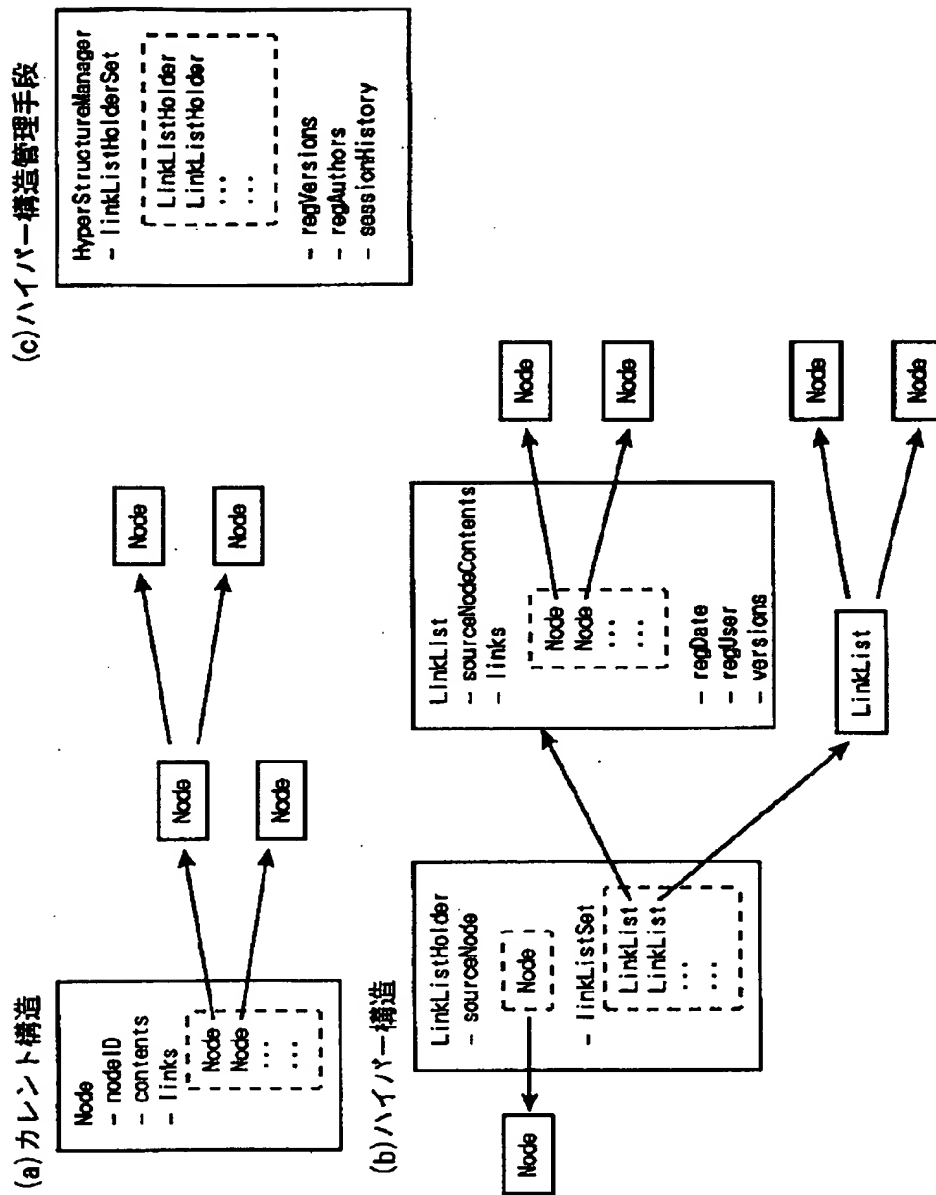 (a)カレント構造
Node
- nodeID
- contents
- links
Node
Node
...
...
Node
Node
Node
Node
(b)ハイパー構造
Node
LinkListHolder
- sourceNode
Node
- linkListSet
LinkList
LinkList
...
...
LinkList
- sourceNodeContents
- links
Node
Node
...
...
- regDate
- regUser
- versions
Node
Node
LinkList
Node
Node
(c)ハイパー構造管理手段
HyperStructureManager
- linkListHolderSet
LinkListHolder
LinkListHolder
...
...
- regVersions
- regAuthors
- sessionHistory